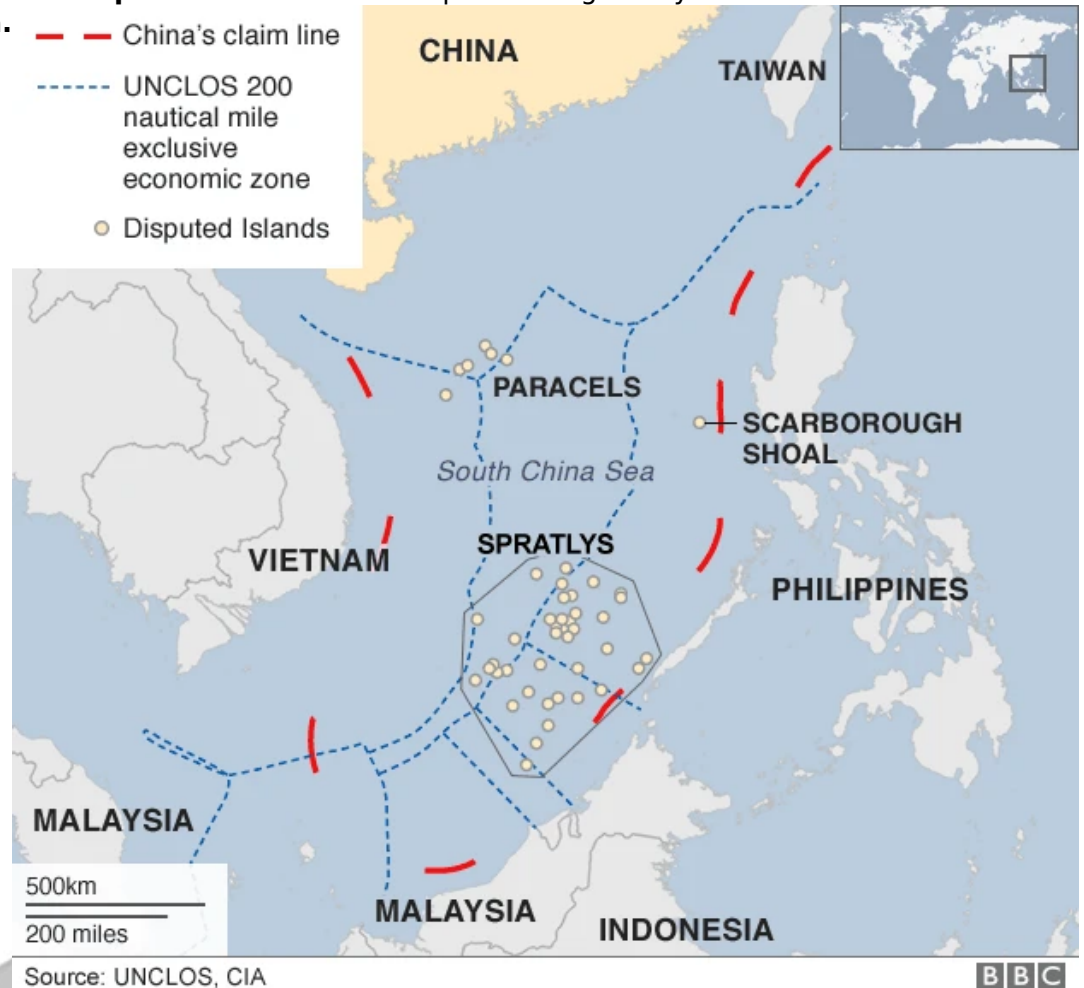 China's claim line
UNCLOS 200
nautical mile
exclusive
economic zone
Disputed Islands
CHINA
TAIWAN
PARACELS
SCARBOROUGH
SHOAL
South China Sea
SPRATLYS
VIETNAM
PHILIPPINES
MALAYSIA
MALAYSIA
INDONESIA
500km
200 miles
Source: UNCLOS, CIA
BBC